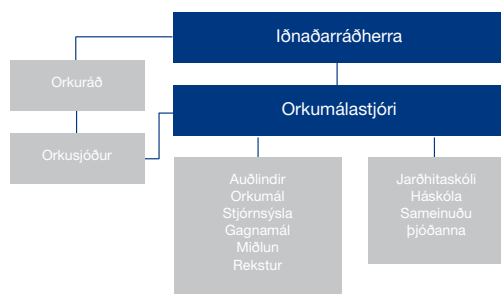 Iðnaðarráðherra
Orkuráð
Orkumálastjóri
Orkusjóður
Auðlindir
Orkumál
Stjórnsýsla
Gagnamál
Miðlun
Rekstur
Jarðhitaskóli
Háskóla
Sameinuðu
þjóðanna